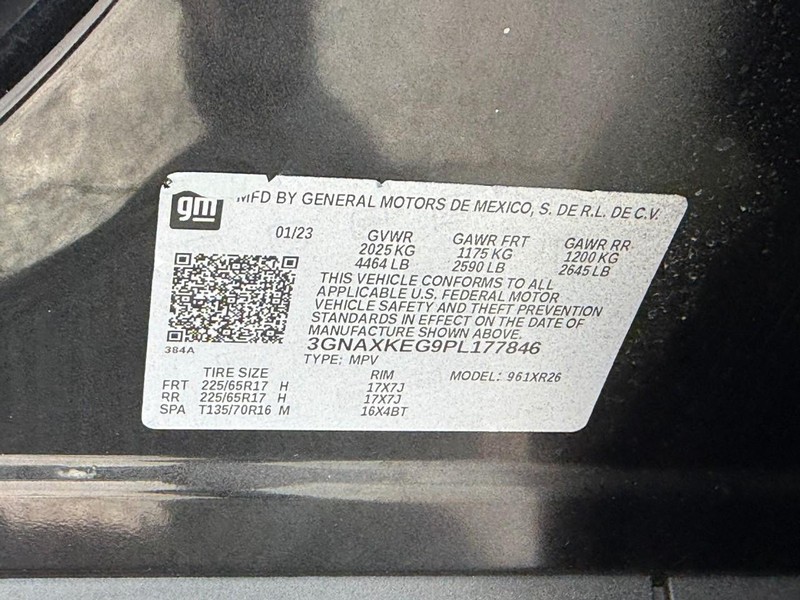 gm
MFD BY GENERAL MOTORS DE MEXICO, S. DE R.L. DE C.V.
01/23 GVWR GAWR FRT GAWR RR
2025 KG 1175 KG 1200 KG
4464 LB 2590 LB 2645 LB
THIS VEHICLE CONFORMS TO ALL
APPLICABLE U.S. FEDERAL MOTOR
VEHICLE SAFETY AND THEFT PREVENTION
STANDARDS IN EFFECT ON THE DATE OF
MANUFACTURE SHOWN ABOVE.
384A
3GNAXKEG9PL177846
TYPE: MPV MODEL: 961XR26
TIRE SIZE RIM
FRT 225/65R17 H 17X7J
RR 225/65R17 H 17X7J
SPA T135/70R16 M 16X4BT